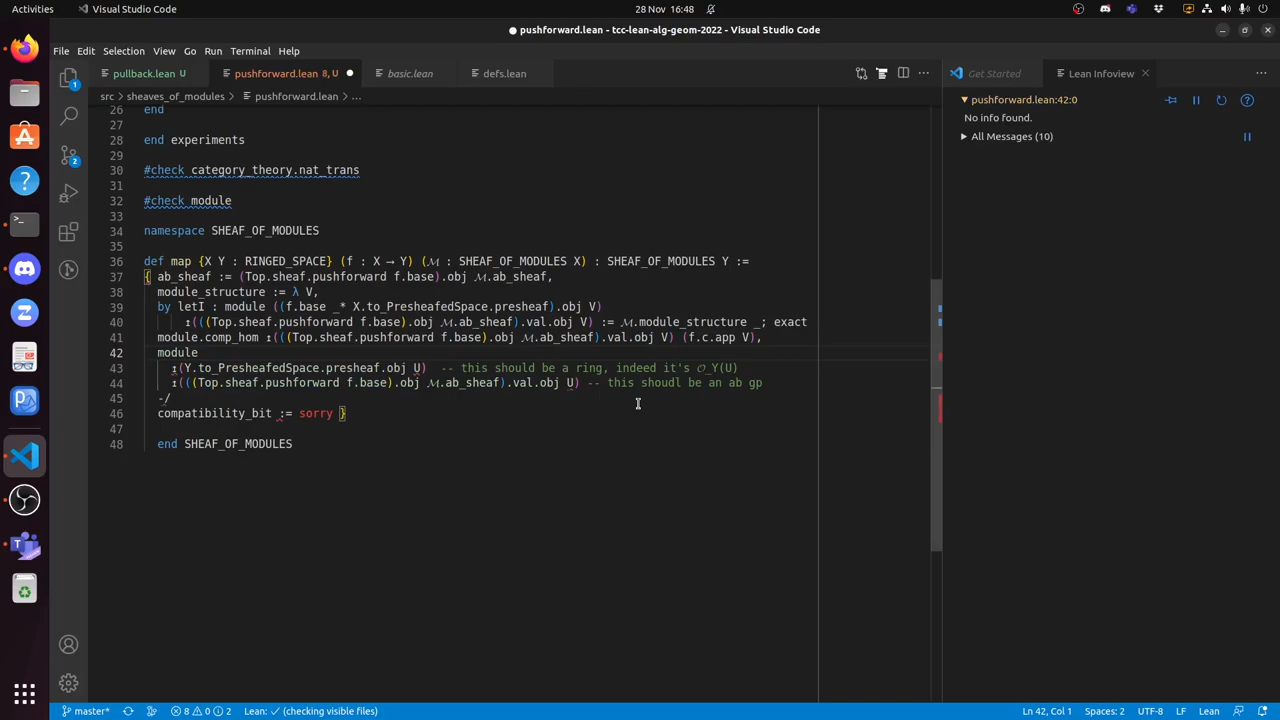 Activities
Visual Studio Code
28 Nov 16:48
● pushforward.lean - tcc-lean-alg-geom-2022 - Visual Studio Code
File Edit Selection View Go Run Terminal Help
pullback.lean U
pushforward.lean 8, U
basic.lean
defs.lean
Get Started
Lean Infoview
src > sheaves_of_modules > pushforward.lean > ...
pushforward.lean:42:0
No info found.
All Messages (10)
26 end
27
28 end experiments
29
30 #check category_theory.nat_trans
31
32 #check module
33
34 namespace SHEAF_OF_MODULES
35
36 def map {X Y : RINGED_SPACE} (f : X ⟶ Y) (ℳ : SHEAF_OF_MODULES X) : SHEAF_OF_MODULES Y :=
37 { ab_sheaf := (Top.sheaf.pushforward f.base).obj ℳ.ab_sheaf,
38 module_structure := λ V,
39 by letI : module ((f.base _* X.to_PresheafedSpace.presheaf).obj V)
40 ↥(((Top.sheaf.pushforward f.base).obj ℳ.ab_sheaf).val.obj V) := ℳ.module_structure _; exact
41 module.comp_hom ↥(((Top.sheaf.pushforward f.base).obj ℳ.ab_sheaf).val.obj V) (f.c.app V),
42 module
43 ↥(Y.to_PresheafedSpace.presheaf.obj U) -- this should be a ring, indeed it's 𝒪_Y(U)
44 ↥(((Top.sheaf.pushforward f.base).obj ℳ.ab_sheaf).val.obj U) -- this shoudl be an ab gp
45 -/
46 compatibility_bit := sorry }
47
48 end SHEAF_OF_MODULES
1
2
master*
8 0 2
Lean: ✓ (checking visible files)
Ln 42, Col 1
Spaces: 2
UTF-8
LF
Lean